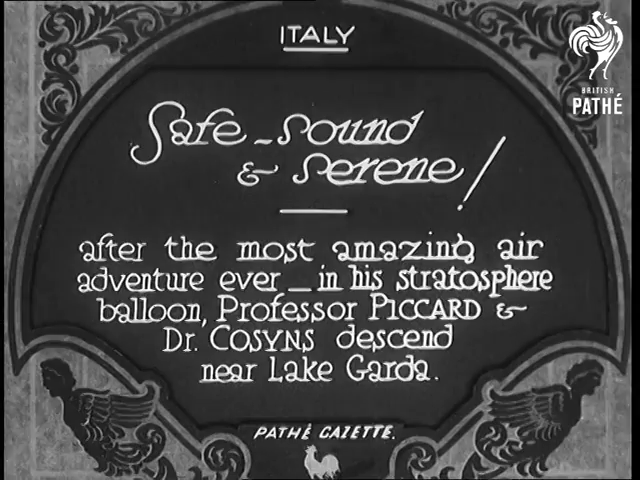 ITALY
BRITISH
PATHÉ
Safe - Sound
& Serene!
after the most amazing air
adventure ever _ in his stratosphere
balloon, Professor PICCARD &
Dr. COSYNS descend
near Lake Garda.
PATHÉ GAZETTE.